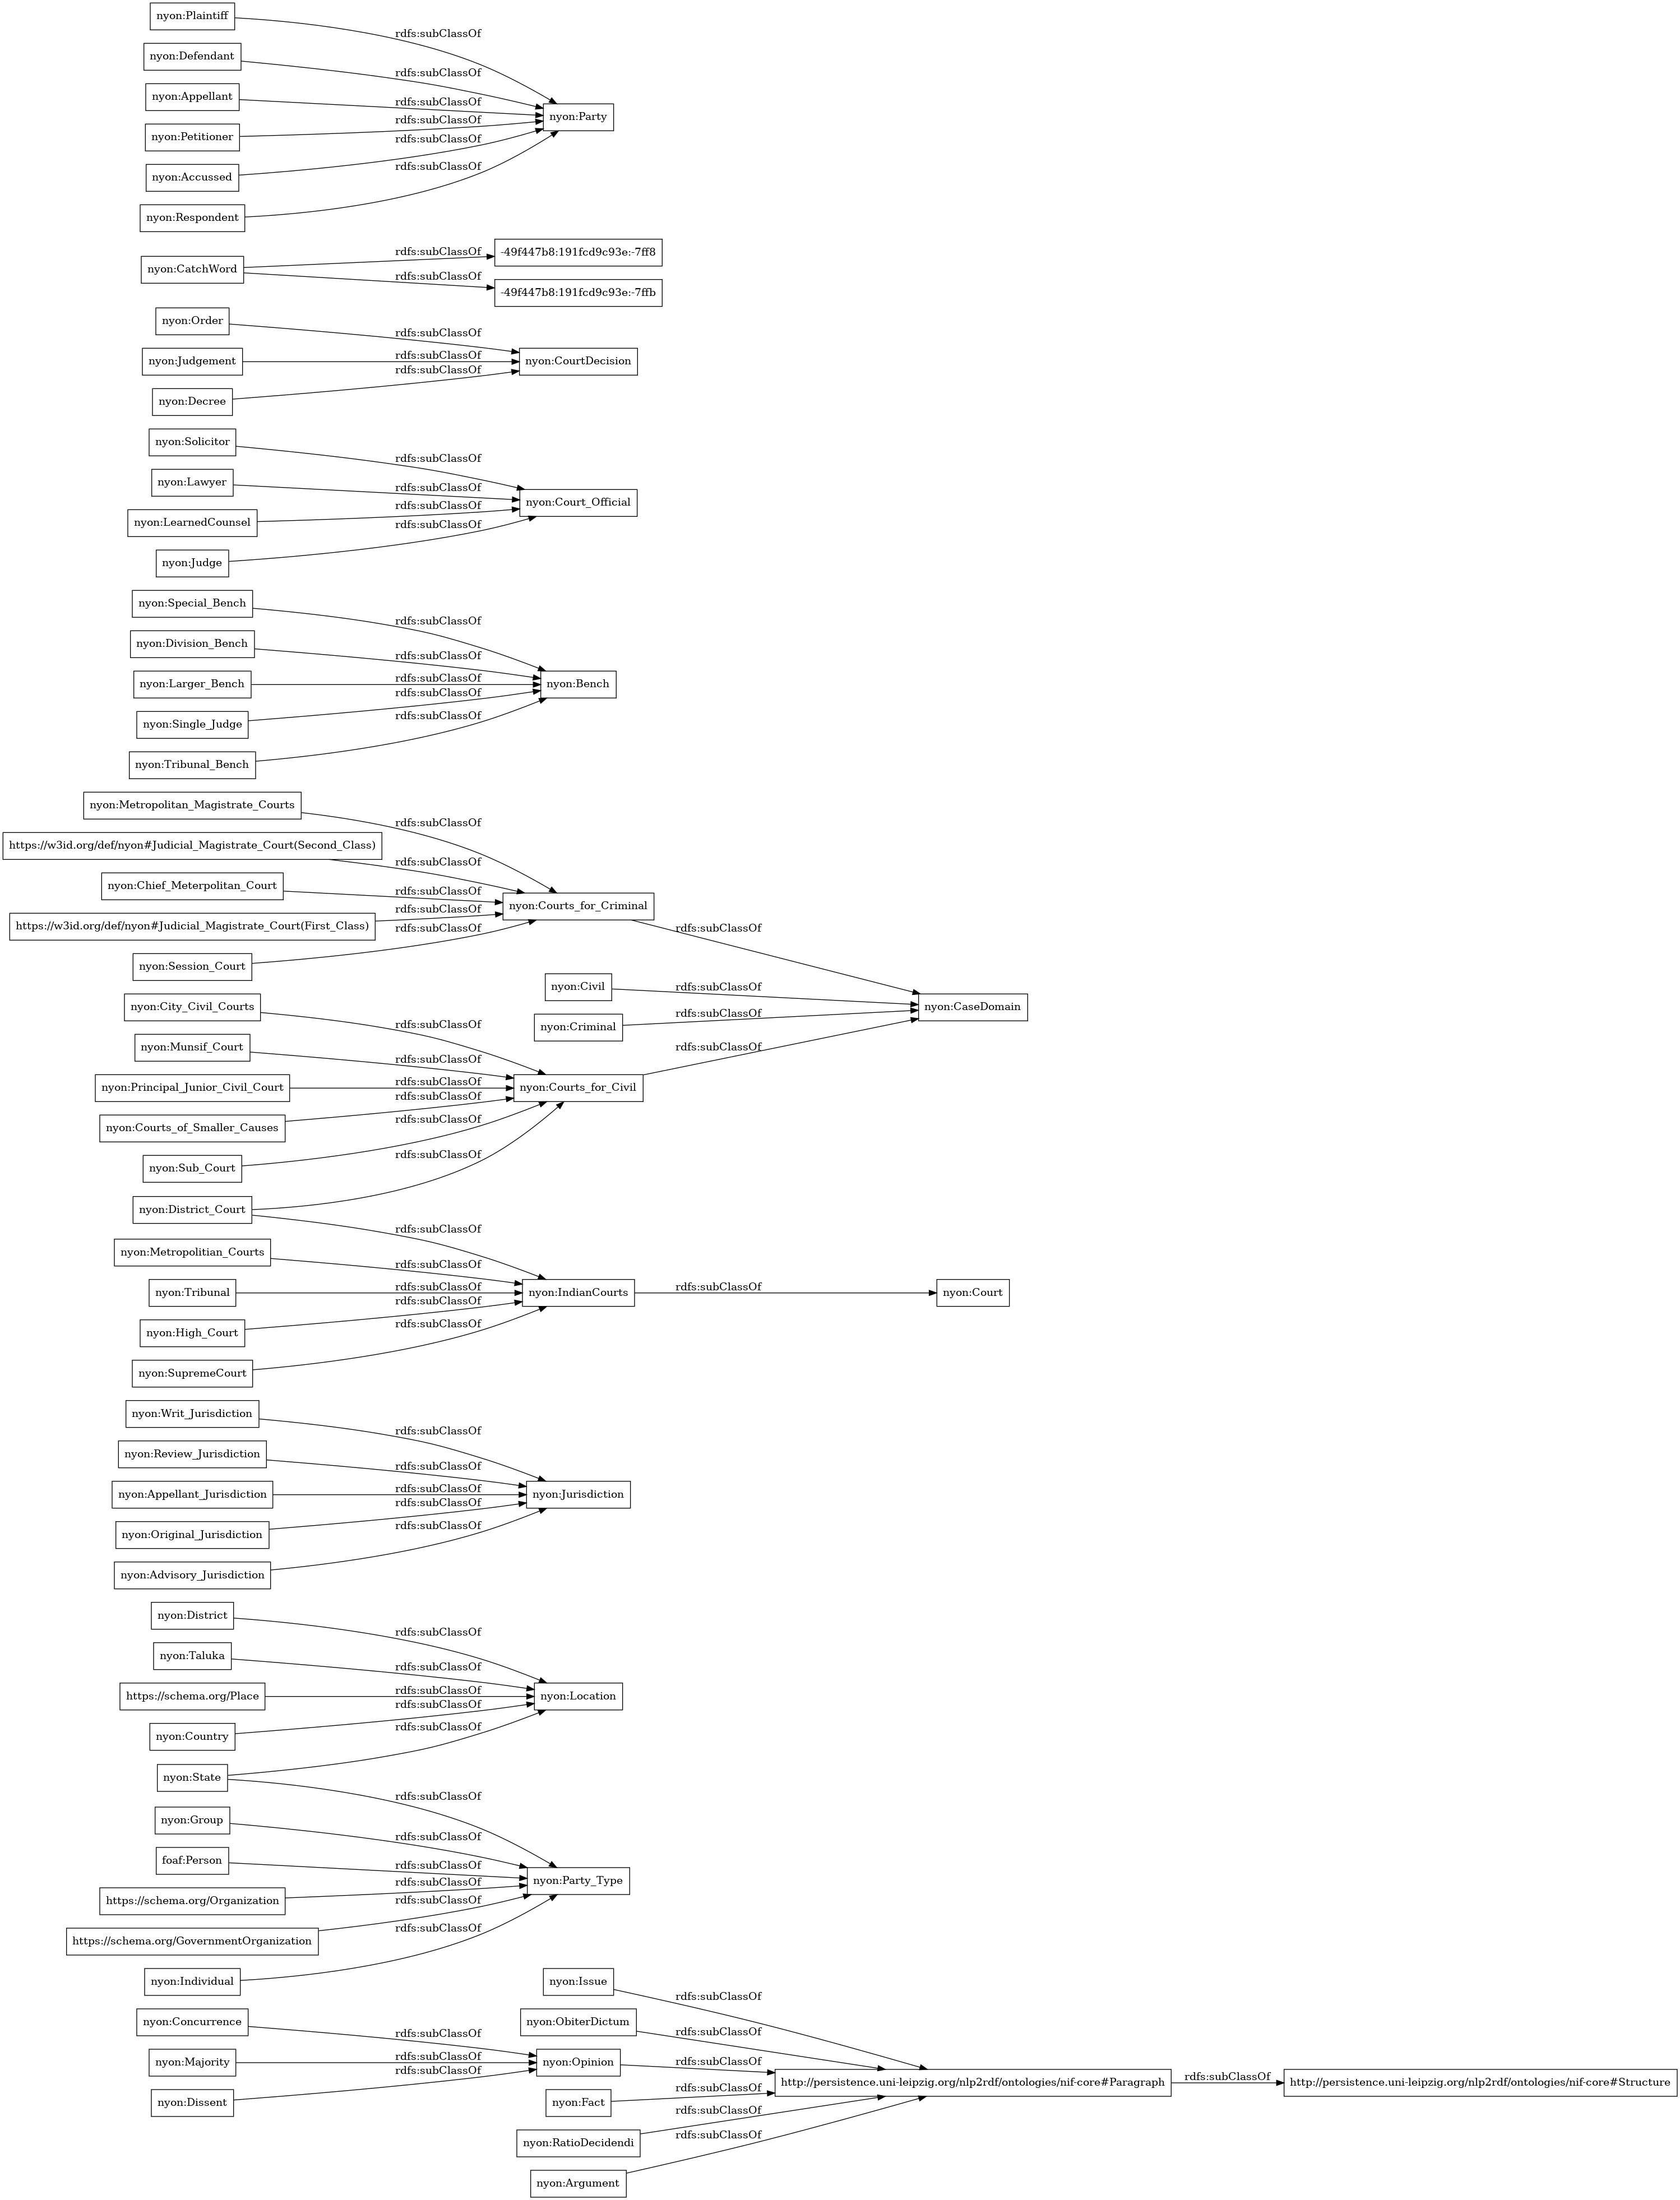 nyon:Plaintiff
rdfs:subClassOf
nyon:Defendant
rdfs:subClassOf
nyon:Appellant
rdfs:subClassOf
nyon:Party
nyon:Petitioner
rdfs:subClassOf
nyon:Accussed
rdfs:subClassOf
nyon:Respondent
rdfs:subClassOf
nyon:CatchWord
rdfs:subClassOf
-49f447b8:191fcd9c93e:-7ff8
rdfs:subClassOf
-49f447b8:191fcd9c93e:-7ffb
nyon:Order
rdfs:subClassOf
nyon:Judgement
rdfs:subClassOf
nyon:CourtDecision
nyon:Decree
rdfs:subClassOf
nyon:Solicitor
rdfs:subClassOf
nyon:Lawyer
rdfs:subClassOf
nyon:Court_Official
nyon:LearnedCounsel
rdfs:subClassOf
nyon:Judge
rdfs:subClassOf
nyon:Special_Bench
rdfs:subClassOf
nyon:Division_Bench
rdfs:subClassOf
nyon:Larger_Bench
rdfs:subClassOf
nyon:Bench
nyon:Single_Judge
rdfs:subClassOf
nyon:Tribunal_Bench
rdfs:subClassOf
nyon:Metropolitan_Magistrate_Courts
rdfs:subClassOf
https://w3id.org/def/nyon#Judicial_Magistrate_Court(Second_Class)
rdfs:subClassOf
nyon:Chief_Meterpolitan_Court
rdfs:subClassOf
nyon:Courts_for_Criminal
https://w3id.org/def/nyon#Judicial_Magistrate_Court(First_Class)
rdfs:subClassOf
nyon:Session_Court
rdfs:subClassOf
rdfs:subClassOf
nyon:Civil
rdfs:subClassOf
nyon:Criminal
rdfs:subClassOf
nyon:CaseDomain
nyon:City_Civil_Courts
rdfs:subClassOf
nyon:Munsif_Court
rdfs:subClassOf
rdfs:subClassOf
nyon:Principal_Junior_Civil_Court
rdfs:subClassOf
nyon:Courts_for_Civil
nyon:Courts_of_Smaller_Causes
rdfs:subClassOf
nyon:Sub_Court
rdfs:subClassOf
nyon:District_Court
rdfs:subClassOf
rdfs:subClassOf
nyon:Metropolitian_Courts
rdfs:subClassOf
nyon:Tribunal
rdfs:subClassOf
nyon:IndianCourts
rdfs:subClassOf
nyon:Court
nyon:High_Court
rdfs:subClassOf
nyon:SupremeCourt
rdfs:subClassOf
nyon:Writ_Jurisdiction
rdfs:subClassOf
nyon:Review_Jurisdiction
rdfs:subClassOf
nyon:Appellant_Jurisdiction
rdfs:subClassOf
nyon:Jurisdiction
nyon:Original_Jurisdiction
rdfs:subClassOf
nyon:Advisory_Jurisdiction
rdfs:subClassOf
nyon:District
rdfs:subClassOf
nyon:Taluka
rdfs:subClassOf
https://schema.org/Place
rdfs:subClassOf
nyon:Location
nyon:Country
rdfs:subClassOf
nyon:State
rdfs:subClassOf
rdfs:subClassOf
nyon:Group
rdfs:subClassOf
foaf:Person
rdfs:subClassOf
nyon:Party_Type
https://schema.org/Organization
rdfs:subClassOf
https://schema.org/GovernmentOrganization
rdfs:subClassOf
nyon:Individual
rdfs:subClassOf
nyon:Issue
rdfs:subClassOf
nyon:Concurrence
rdfs:subClassOf
nyon:ObiterDictum
rdfs:subClassOf
nyon:Majority
rdfs:subClassOf
nyon:Opinion
rdfs:subClassOf
nyon:Dissent
rdfs:subClassOf
nyon:Fact
rdfs:subClassOf
http://persistence.uni-leipzig.org/nlp2rdf/ontologies/nif-core#Paragraph
rdfs:subClassOf
http://persistence.uni-leipzig.org/nlp2rdf/ontologies/nif-core#Structure
nyon:RatioDecidendi
rdfs:subClassOf
nyon:Argument
rdfs:subClassOf